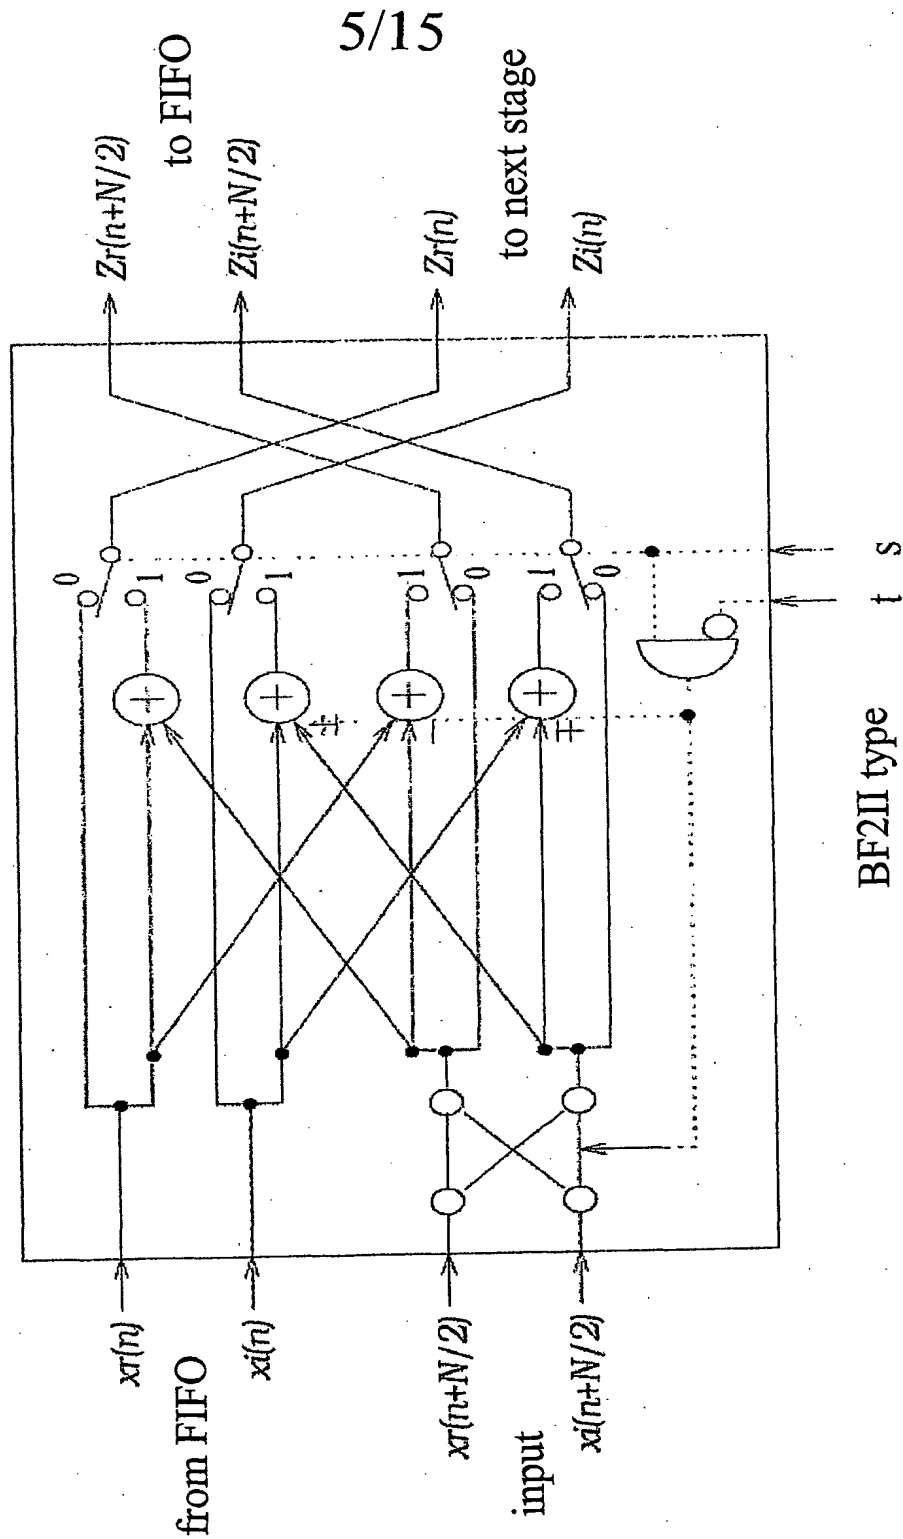 5/15
Zr(n+N/2)
to FIFO
Zi(n+N/2)
Zr(n)
to next stage
Zi(n)
0
1
0
1
1
0
1
0
+
+
+
+
∓
−
∓
s
t
xr(n)
from FIFO
xi(n)
xr(n+N/2)
input
xi(n+N/2)
BF2II type